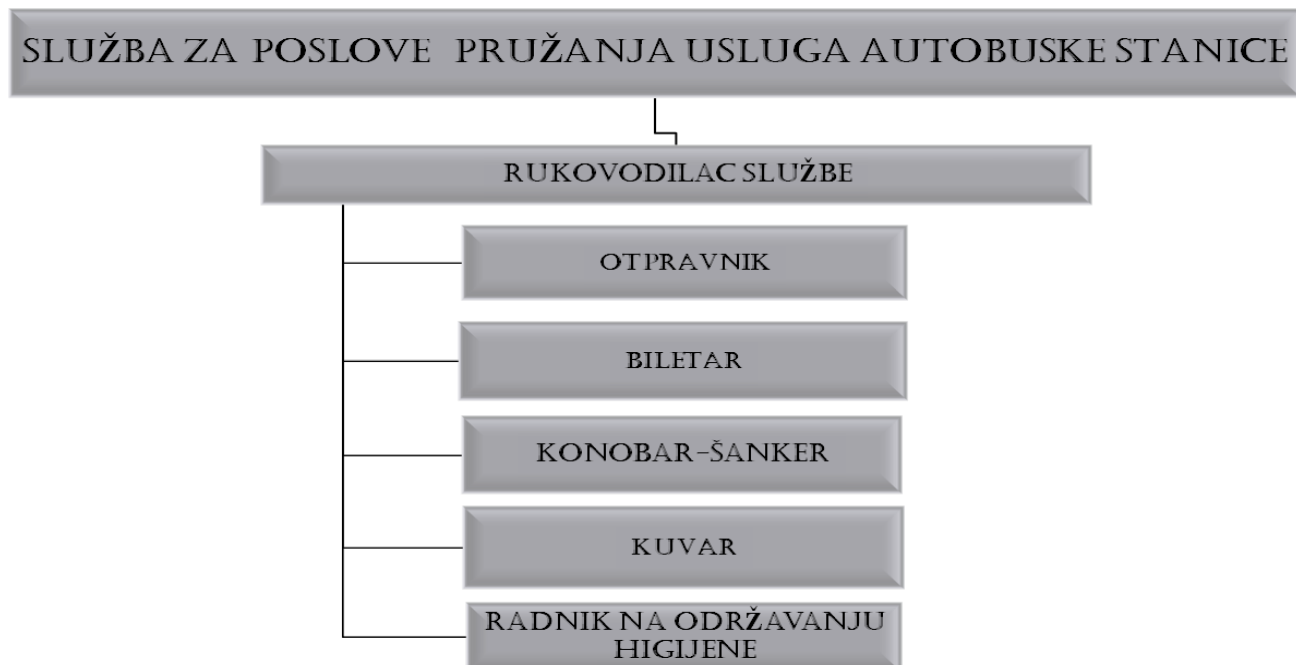 SLUŽBA ZA POSLOVE PRUŽANJA USLUGA AUTOBUSKE STANICE
RUKOVODILAC SLUŽBE
OTPRAVNIK
BILETAR
KONOBAR-ŠANKER
KUVAR
RADNIK NA ODRŽAVANJU
HIGIJENE